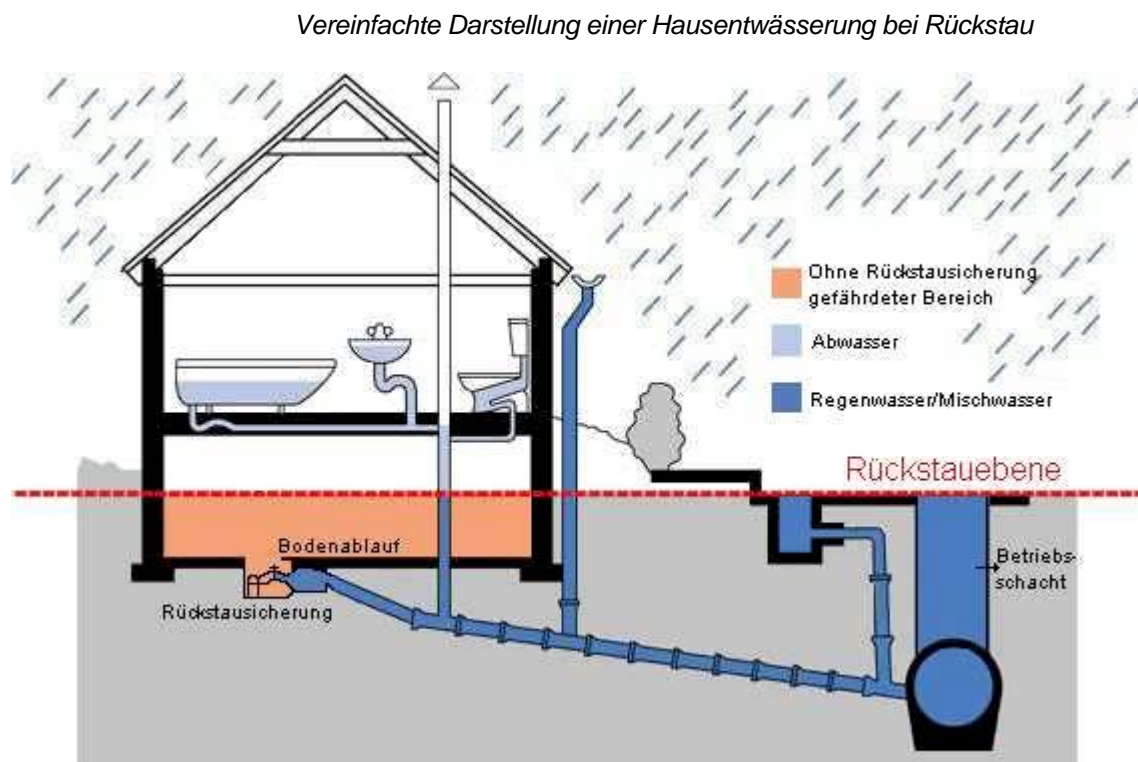 Vereinfachte Darstellung einer Hausentwässerung bei Rückstau
Ohne Rückstausicherung
gefährdeter Bereich
Abwasser
Regenwasser/Mischwasser
Rückstauebene
Bodenablauf
Betriebs-
schacht
Rückstausicherung